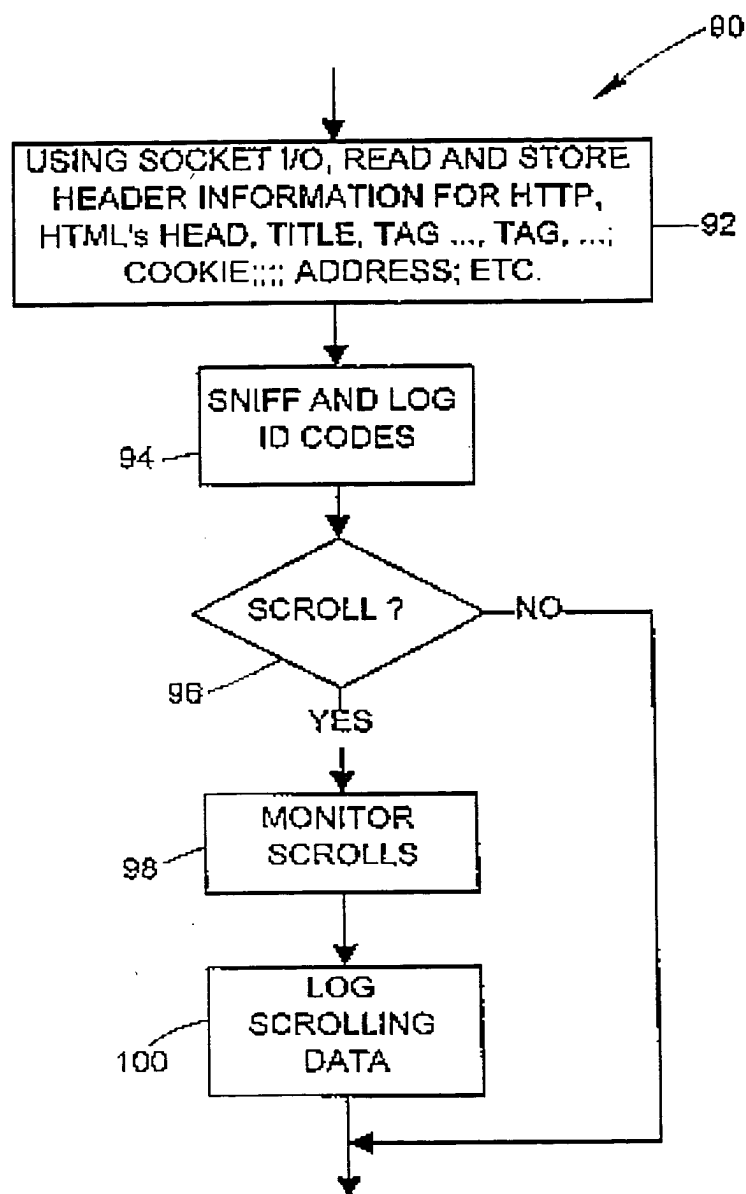 90
USING SOCKET I/O, READ AND STORE
HEADER INFORMATION FOR HTTP,
HTML's HEAD, TITLE, TAG ..., TAG, ...;
COOKIE;;;; ADDRESS; ETC.
92
SNIFF AND LOG
ID CODES
94
SCROLL ?
NO
96
YES
MONITOR
SCROLLS
98
LOG
SCROLLING
DATA
100